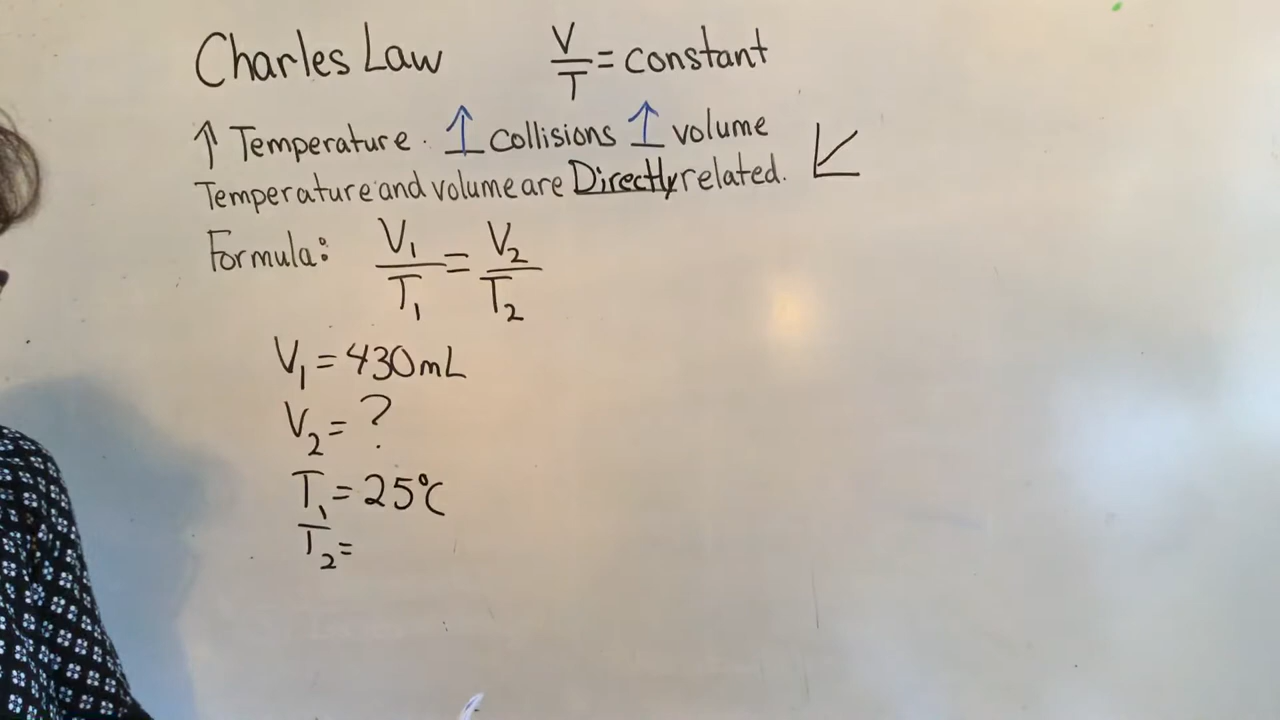 Charles Law V/T = constant
↑ Temperature. ↑ collisions ↑ volume
Temperature and volume are Directly related.
Formula: V₁/T₁ = V₂/T₂
V₁ = 430mL
V₂ = ?
T₁ = 25°C
T₂ =